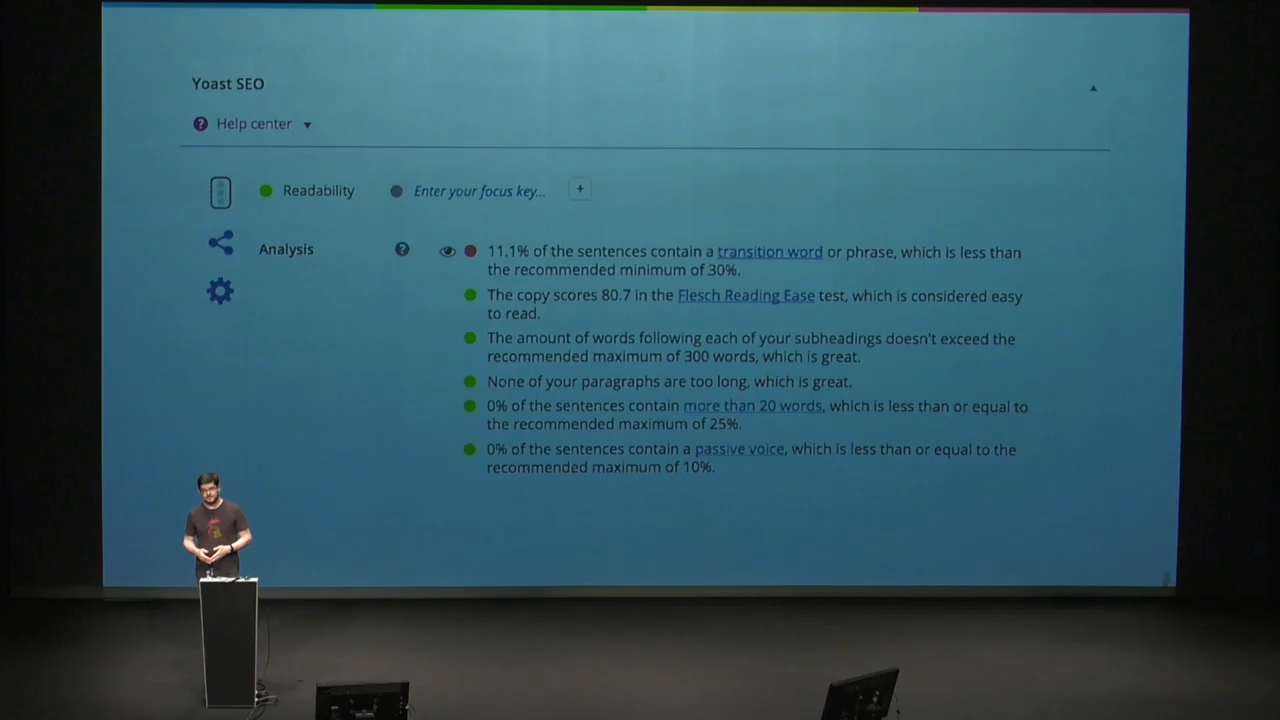 Yoast SEO
Help center
Readability
Enter your focus key...
+
Analysis
11.1% of the sentences contain a transition word or phrase, which is less than
the recommended minimum of 30%.
The copy scores 80.7 in the Flesch Reading Ease test, which is considered easy
to read.
The amount of words following each of your subheadings doesn't exceed the
recommended maximum of 300 words, which is great.
None of your paragraphs are too long, which is great.
0% of the sentences contain more than 20 words, which is less than or equal to
the recommended maximum of 25%.
0% of the sentences contain a passive voice, which is less than or equal to the
recommended maximum of 10%.